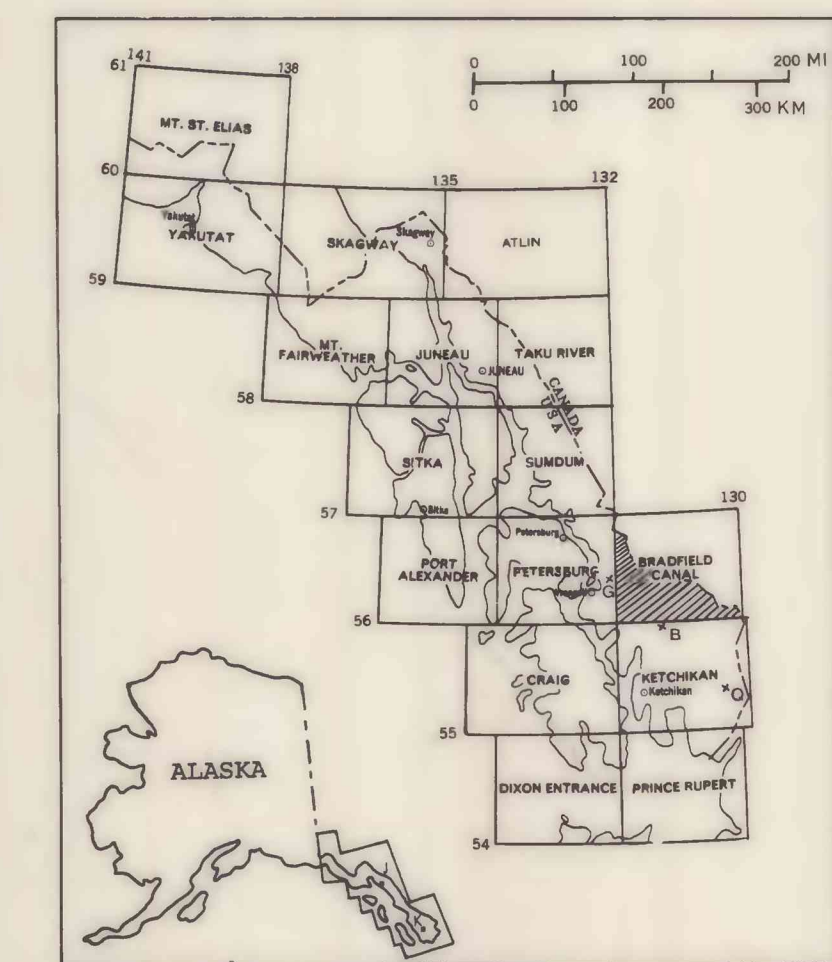 0 100 200 MI
0 100 200 300 KM
61 141 138
MT. ST. ELIAS
60 135 132
Yakutat
YAKUTAT
SKAGWAY Skagway
ATLIN
59
MT.
FAIRWEATHER
JUNEAU
JUNEAU
TAKU RIVER
CANADA
USA
58
SITKA
SUMDUM
Sitka
57 130
Petersburg
PORT
ALEXANDER
PETERSBURG
G
BRADFIELD
CANAL
56
B
CRAIG
KETCHIKAN
Ketchikan
Q
55
DIXON ENTRANCE
PRINCE RUPERT
54
ALASKA
J
K